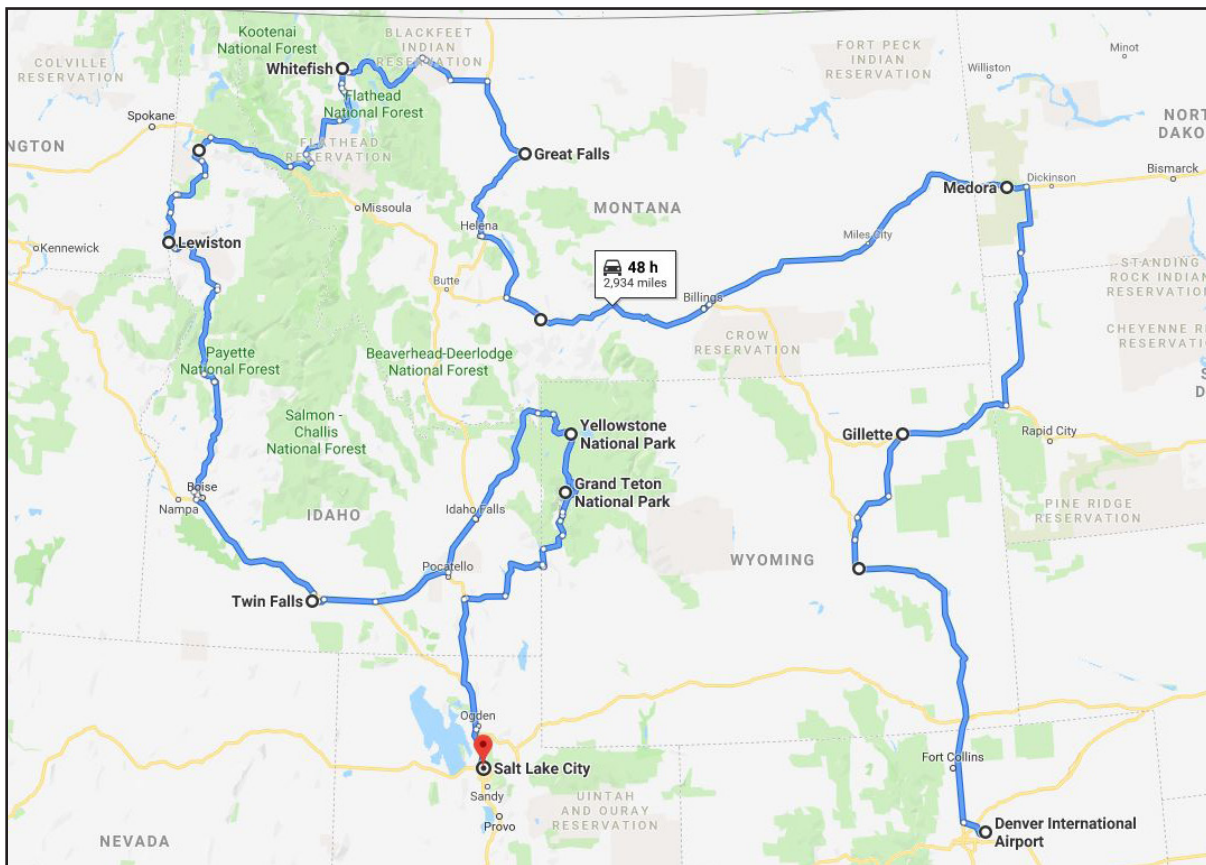 Kootenai
National Forest
BLACKFEET
INDIAN
RESERVATION
COLVILLE
RESERVATION
Whitefish
FORT PECK
INDIAN
RESERVATION
Minot
Williston
Flathead
National Forest
Spokane
NGTON
FLATHEAD
RESERVATION
Great Falls
NORT
DAKO
Medora
Dickinson
Bismarck
Missoula
MONTANA
Helena
Lewiston
Kennewick
Miles City
48 h
2,934 miles
Butte
Billings
STANDING
ROCK INDIA
RESERVATION
CROW
RESERVATION
CHEYENNE RI
RESERVATIO
Payette
National Forest
Beaverhead-Deerlodge
National Forest
S
D
Salmon -
Challis
National Forest
Yellowstone
National Park
Gillette
Rapid City
Boise
Nampa
IDAHO
Idaho Falls
Grand Teton
National Park
PINE RIDGE
RESERVATION
WYOMING
Pocatello
Twin Falls
Ogden
Salt Lake City
Sandy
Provo
UINTAH
AND OURAY
RESERVATION
Fort Collins
Denver International
Airport
NEVADA